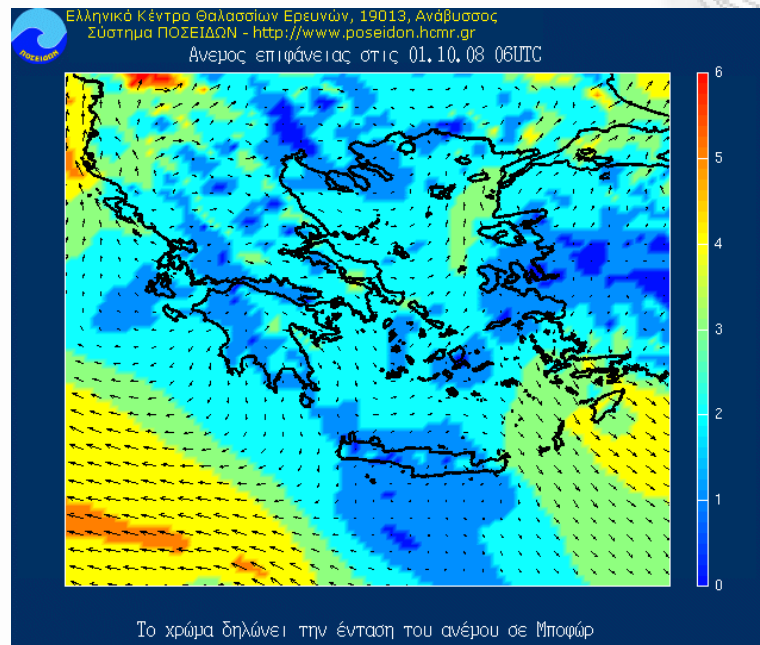 Ελληνικό Κέντρο Θαλασσίων Ερευνών, 19013, Ανάβυσσος
Σύστημα ΠΟΣΕΙΔΩΝ - http://www.poseidon.hcmr.gr
Ανεμος επιφάνειας στις 01.10.08 06UTC
ΠΟΣΕΙΔΩΝ
6
5
4
3
2
1
0
Το χρώμα δηλώνει την ένταση του ανέμου σε Μποφώρ